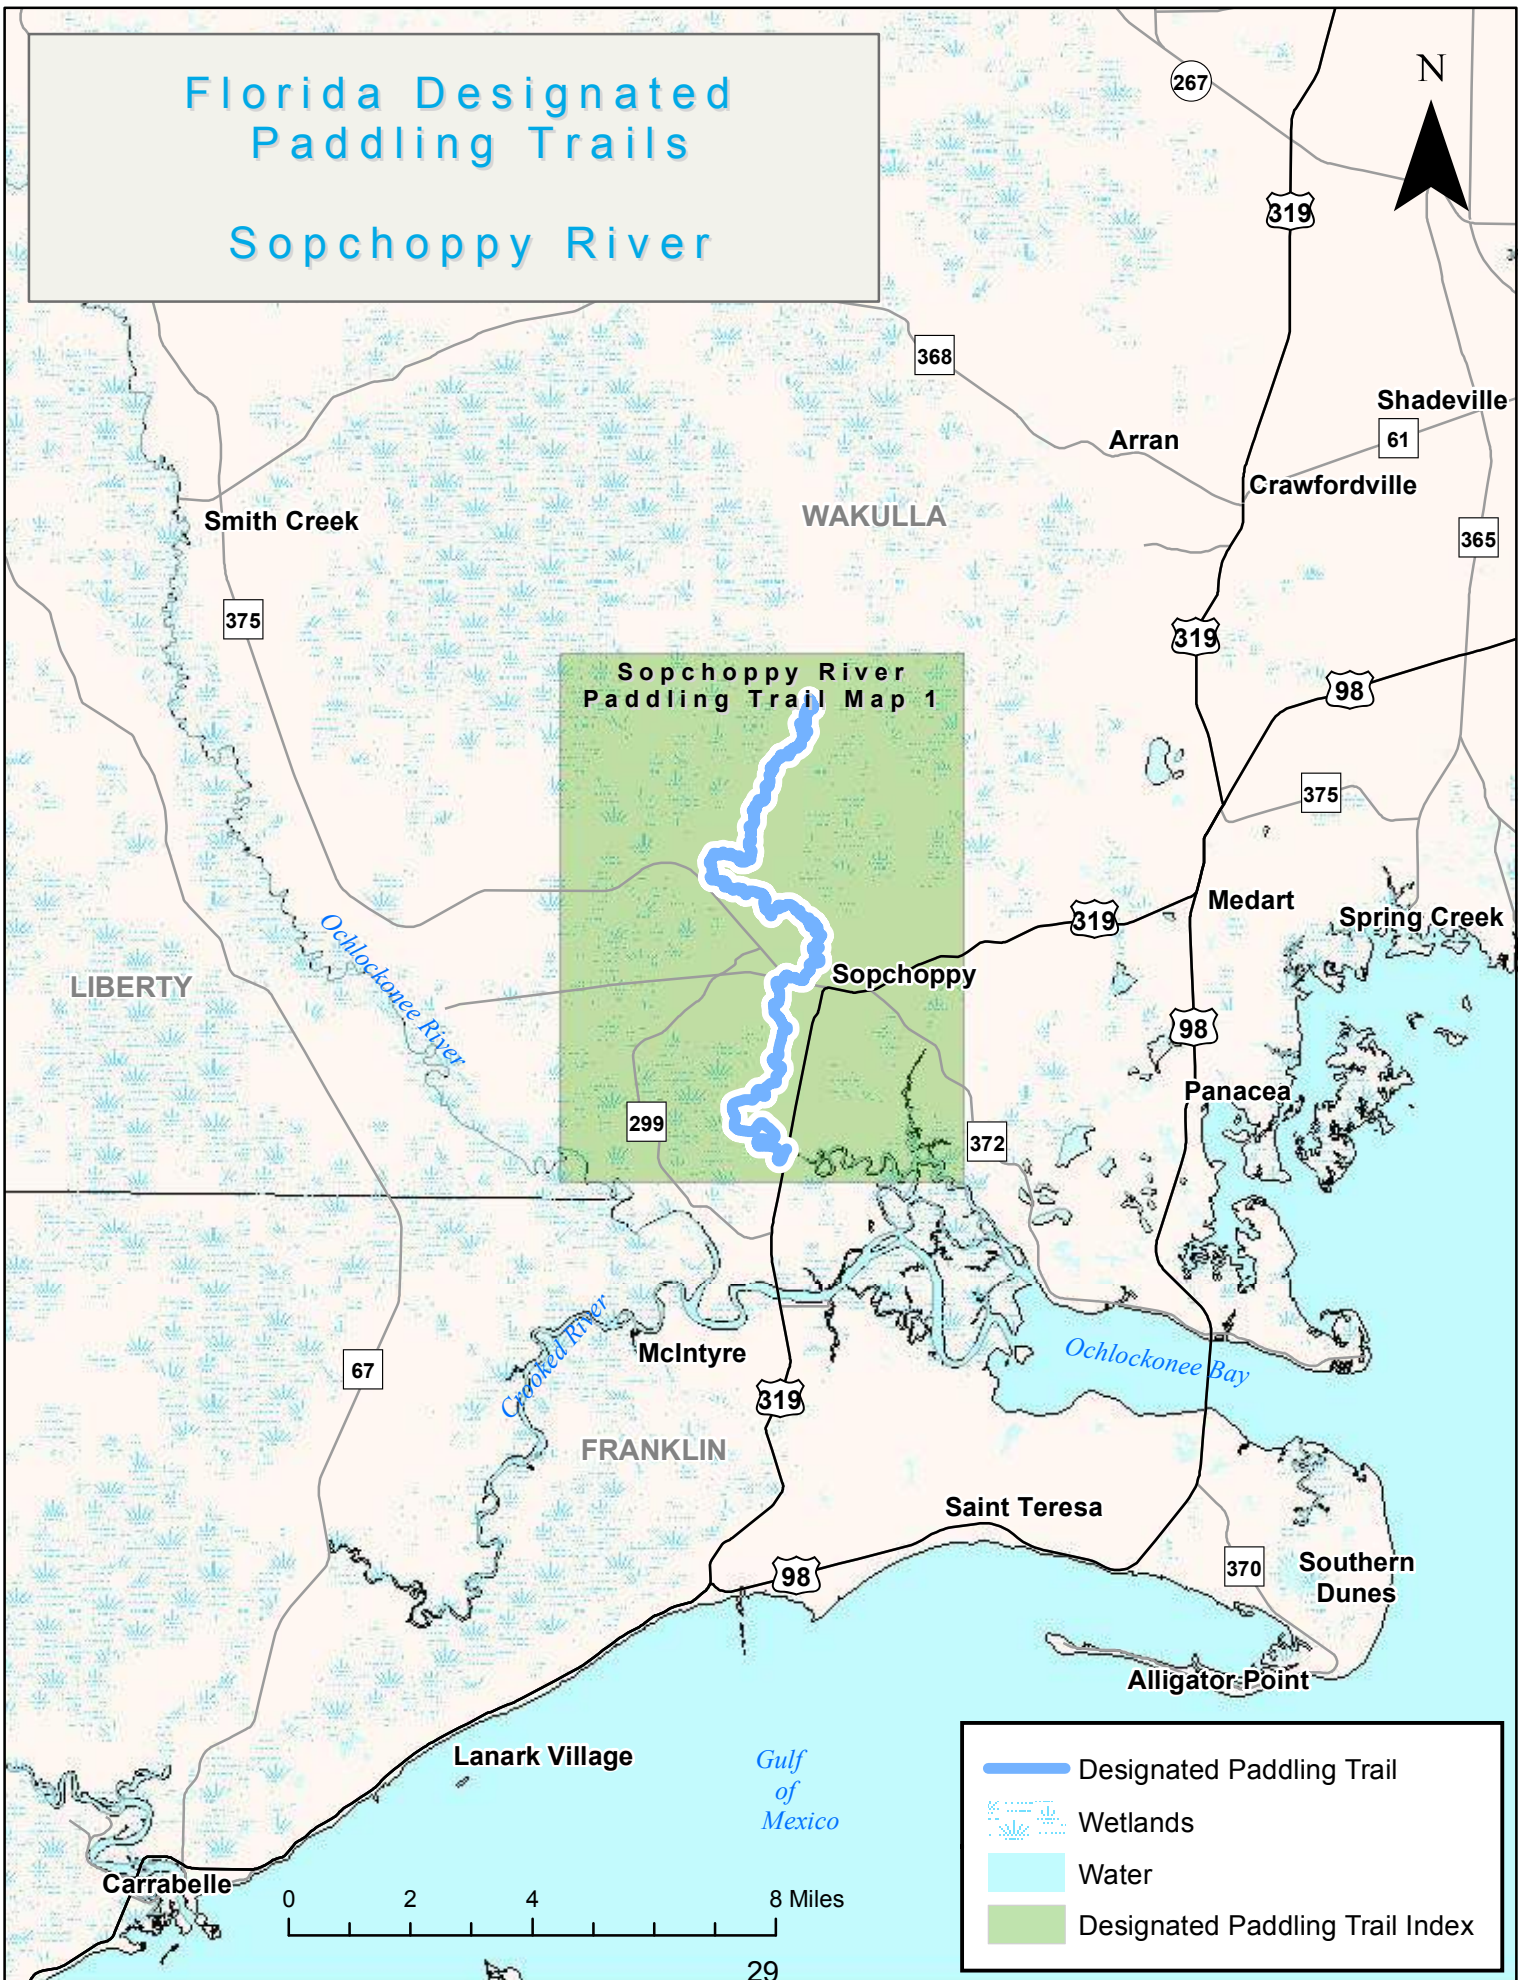 Florida Designated
Paddling Trails
Sopchoppy River
N
267
319
368
Shadeville
61
Arran
Crawfordville
Smith Creek
WAKULLA
365
375
319
Sopchoppy River
Paddling Trail Map 1
98
375
Medart
319
Spring Creek
Ochlockonee River
LIBERTY
Sopchoppy
98
Panacea
299
372
Crooked River
McIntyre
Ochlockonee Bay
67
319
FRANKLIN
Saint Teresa
98
370
Southern
Dunes
Alligator Point
Lanark Village
Gulf
of
Mexico
Designated Paddling Trail
Wetlands
Water
Designated Paddling Trail Index
Carrabelle
0 2 4 8 Miles
29